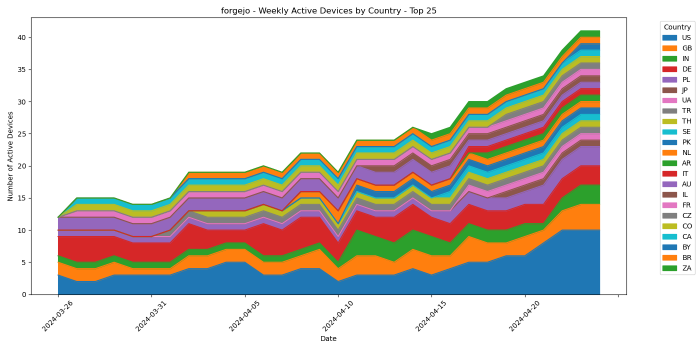 forgejo - Weekly Active Devices by Country - Top 25
Number of Active Devices
40
35
30
25
20
15
10
5
0
2024-03-26
2024-03-31
2024-04-05
2024-04-10
2024-04-15
2024-04-20
Date
Country
US
GB
IN
DE
PL
JP
UA
TR
TH
SE
PK
NL
AR
IT
AU
IL
FR
CZ
CO
CA
BY
BR
ZA